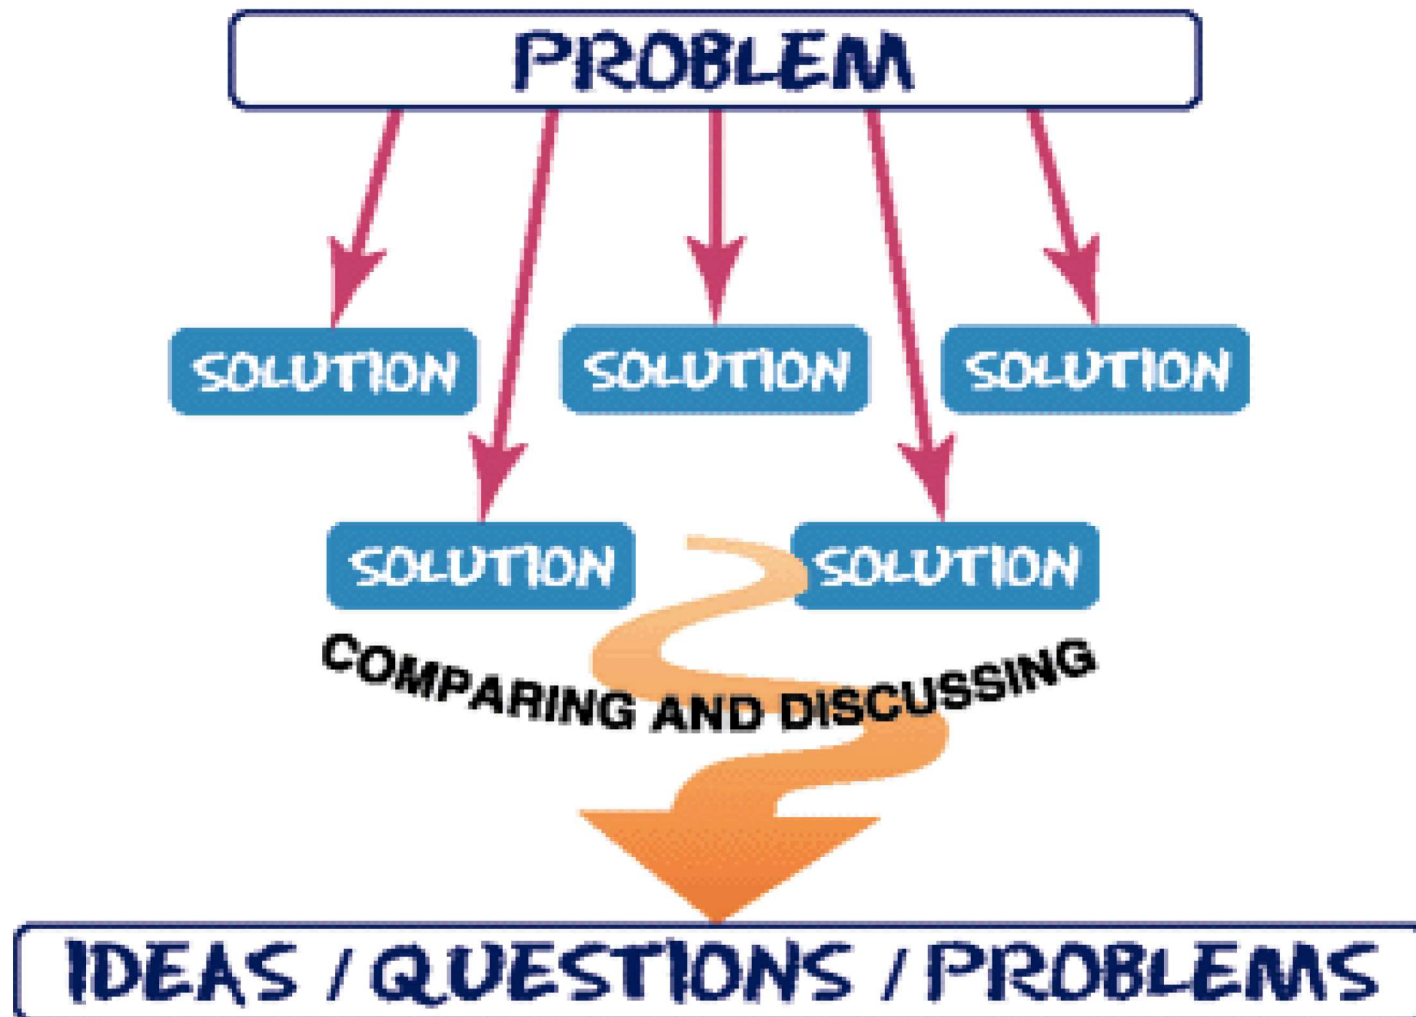 PROBLEM
SOLUTION
SOLUTION
SOLUTION
SOLUTION
SOLUTION
COMPARING AND DISCUSSING
IDEAS / QUESTIONS / PROBLEMS